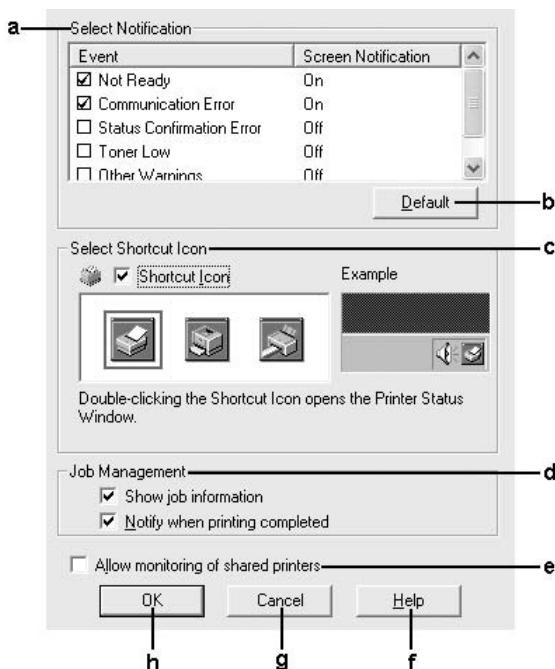 a
Select Notification
Event Screen Notification
Not Ready On
Communication Error On
Status Confirmation Error Off
Toner Low Off
Other Warnings Off
Default
b
Select Shortcut Icon
c
Shortcut Icon
Example
Double-clicking the Shortcut Icon opens the Printer Status
Window.
Job Management
d
Show job information
Notify when printing completed
Allow monitoring of shared printers
e
OK Cancel Help
h g f